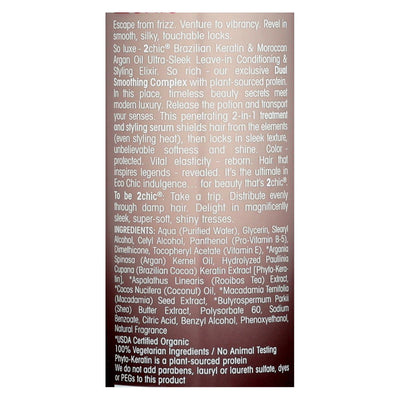 Escape from frizz. Venture to vibrancy. Revel in
smooth, silky, touchable locks.
So luxe - 2chic® Brazilian Keratin & Moroccan
Argan Oil Ultra-Sleek Leave-in Conditioning &
Styling Elixir. So rich - our exclusive Dual
Smoothing Complex with plant-sourced protein.
In this place, timeless beauty secrets meet
modern luxury. Release the potion and transport
your senses. This penetrating 2-in-1 treatment
and styling serum shields hair from the elements
(even styling heat), then locks in sleek texture,
unbelievable softness and shine. Color -
protected. Vital elasticity - reborn. Hair that
inspires legends - revealed. It's the ultimate in
Eco Chic indulgence... for beauty that's 2chic®.
To be 2chic®: Take a trip. Distribute evenly
through damp hair. Delight in magnificently
sleek, super-soft, shiny tresses.
INGREDIENTS: Aqua (Purified Water), Glycerin, Stearyl
Alcohol, Cetyl Alcohol, Panthenol (Pro-Vitamin B-5),
Dimethicone, Tocopheryl Acetate (Vitamin E), *Argania
Spinosa (Argan) Kernel Oil, Hydrolyzed Paullinia
Cupana (Brazilian Cocoa) Keratin Extract [Phyto-Kera-
tin], *Aspalathus Linearis (Rooibos Tea) Extract,
*Cocos Nucifera (Coconut) Oil, *Macadamia Ternifolia
(Macadamia) Seed Extract, *Butyrospermum Parkii
(Shea) Butter Extract, Polysorbate 60, Sodium
Benzoate, Citric Acid, Benzyl Alcohol, Phenoxyethanol,
Natural Fragrance
*USDA Certified Organic
100% Vegetarian Ingredients / No Animal Testing
Phyto-Keratin is a plant-sourced protein
We do not add parabens, lauryl or laureth sulfate, dyes
or PEGs to this product